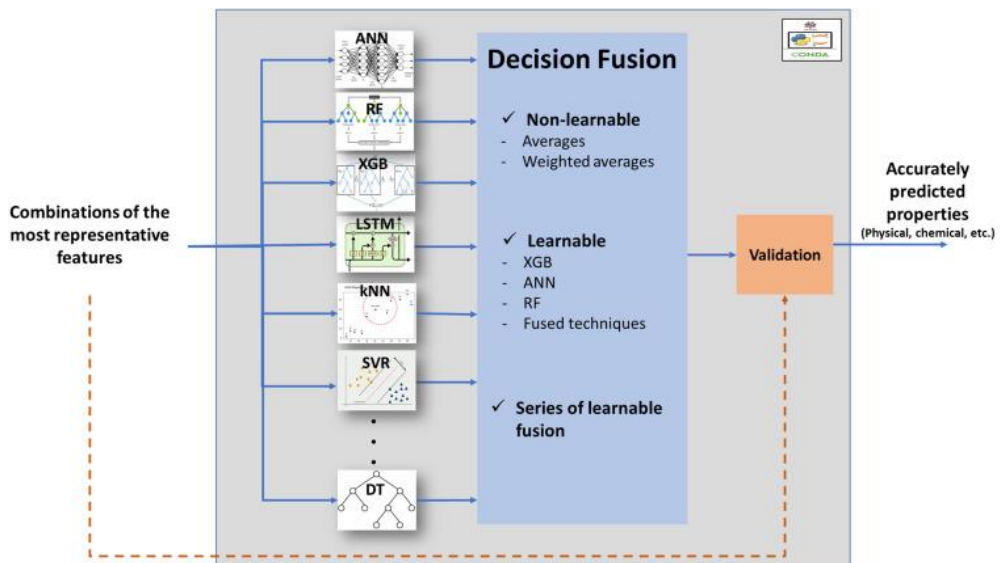 Combinations of the
most representative
features
ANN
RF
XGB
LSTM
kNN
SVR
DT
Decision Fusion
✓ Non-learnable
- Averages
- Weighted averages
✓ Learnable
- XGB
- ANN
- RF
- Fused techniques
✓ Series of learnable
fusion
CONDA
Validation
Accurately
predicted
properties
(Physical, chemical, etc.)